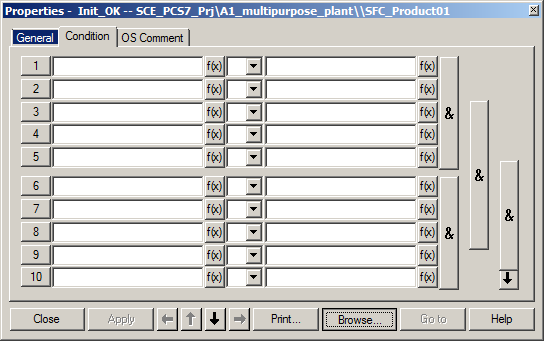 Properties - Init_OK -- SCE_PCS7_Prj\A1_multipurpose_plant\\SFC_Product01
General Condition OS Comment
1 f(x) f(x)
2 f(x) f(x)
3 f(x) f(x)
&
4 f(x) f(x)
5 f(x) f(x)
&
6 f(x) f(x)
7 f(x) f(x)
&
8 f(x) f(x)
&
9 f(x) f(x)
10 f(x) f(x)
Close Apply Print... Browse... Go to Help